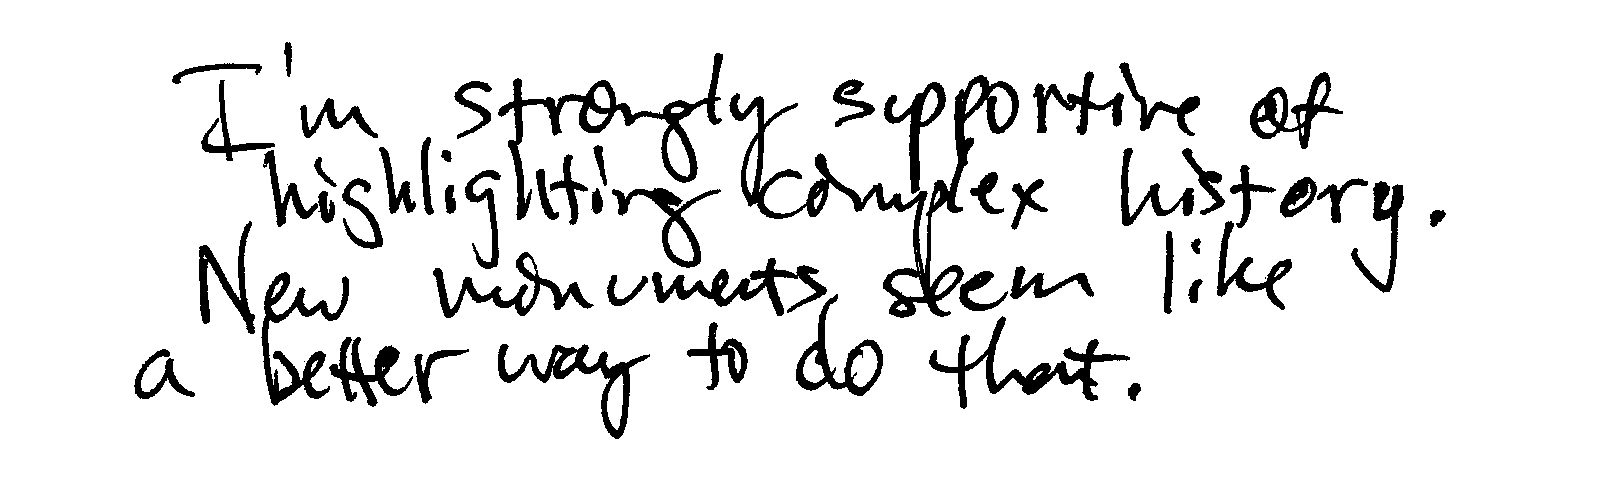 I'm strongly supportive of
highlighting complex history.
New monuments seem like
a better way to do that.